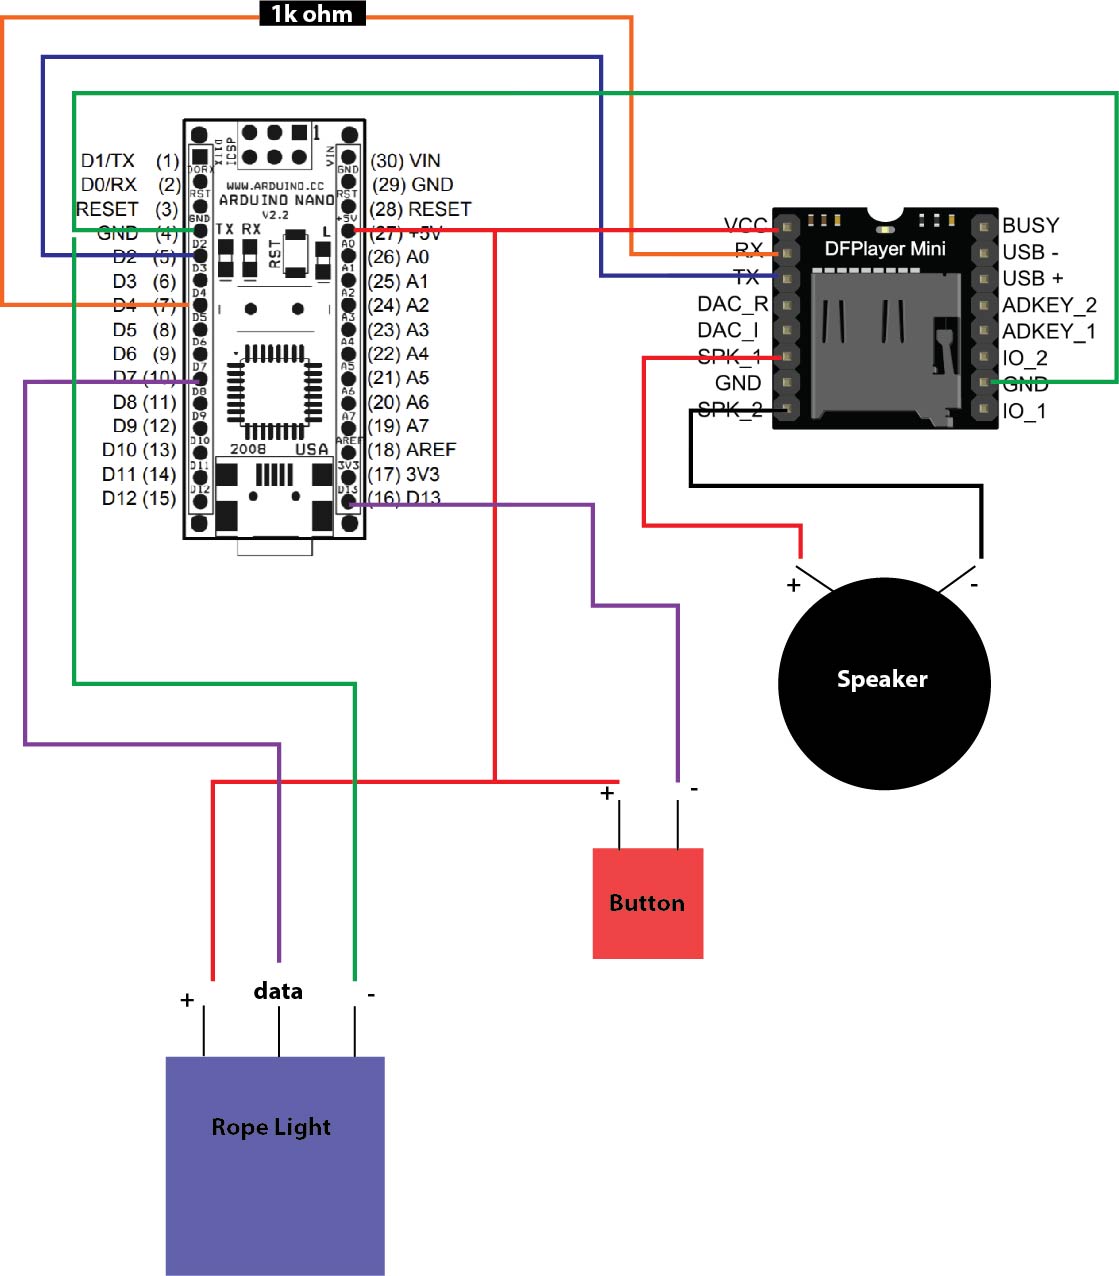 1k ohm
D1/TX (1)
D0/RX (2)
RESET (3)
GND (4)
D2 (5)
D3 (6)
D4 (7)
D5 (8)
D6 (9)
D7 (10)
D8 (11)
D9 (12)
D10 (13)
D11 (14)
D12 (15)
1
ICSP
VIN
GND
RST
+5V
A0
A1
A2
A3
A4
A5
A6
A7
AREF
3V3
D13
RST
GND
D2
D3
D4
D5
D6
D7
D8
D9
D10
D11
D12
WWW.ARDUINO.CC
ARDUINO NANO
V2.2
TX RX
RST
L
2008 USA
(30) VIN
(29) GND
(28) RESET
(27) +5V
(26) A0
(25) A1
(24) A2
(23) A3
(22) A4
(21) A5
(20) A6
(19) A7
(18) AREF
(17) 3V3
(16) D13
VCC
RX
TX
DAC_R
DAC_I
SPK_1
GND
SPK_2
DFPlayer Mini
BUSY
USB -
USB +
ADKEY_2
ADKEY_1
IO_2
GND
IO_1
+ -
Speaker
+ -
Button
+ data -
Rope Light